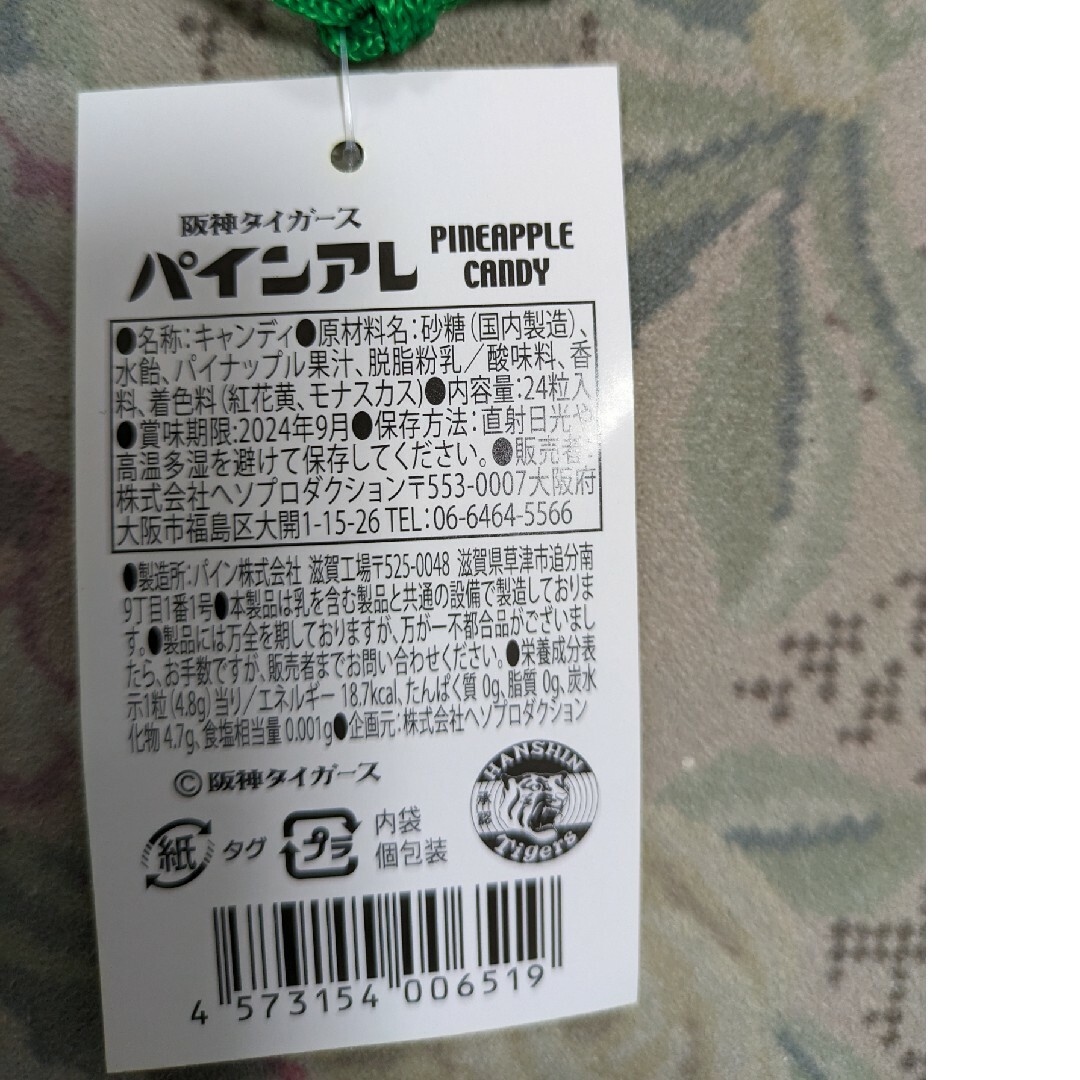 阪神タイガース
パインアレ PINEAPPLE CANDY
●名称:キャンディ●原材料名:砂糖(国内製造)、
水飴、パイナップル果汁、脱脂粉乳/酸味料、香
料、着色料(紅花黄、モナスカス)●内容量:24粒入
●賞味期限:2024年9月●保存方法:直射日光や
高温多湿を避けて保存してください。●販売者:
株式会社ヘソプロダクション〒553-0007大阪府
大阪市福島区大開1-15-26 TEL:06-6464-5566
●製造所:パイン株式会社 滋賀工場〒525-0048 滋賀県草津市追分南
9丁目1番1号●本製品は乳を含む製品と共通の設備で製造しておりま
す。●製品には万全を期しておりますが、万が一不都合品がございまし
たら、お手数ですが、販売者までお問い合わせください。●栄養成分表
示1粒(4.8g)当り/エネルギー 18.7kcal、たんぱく質 0g、脂質 0g、炭水
化物 4.7g、食塩相当量 0.001g●企画元:株式会社ヘソプロダクション
©阪神タイガース
HANSHIN
承認
Tigers
紙 タグ プラ 内袋
個包装
4 573154 006519